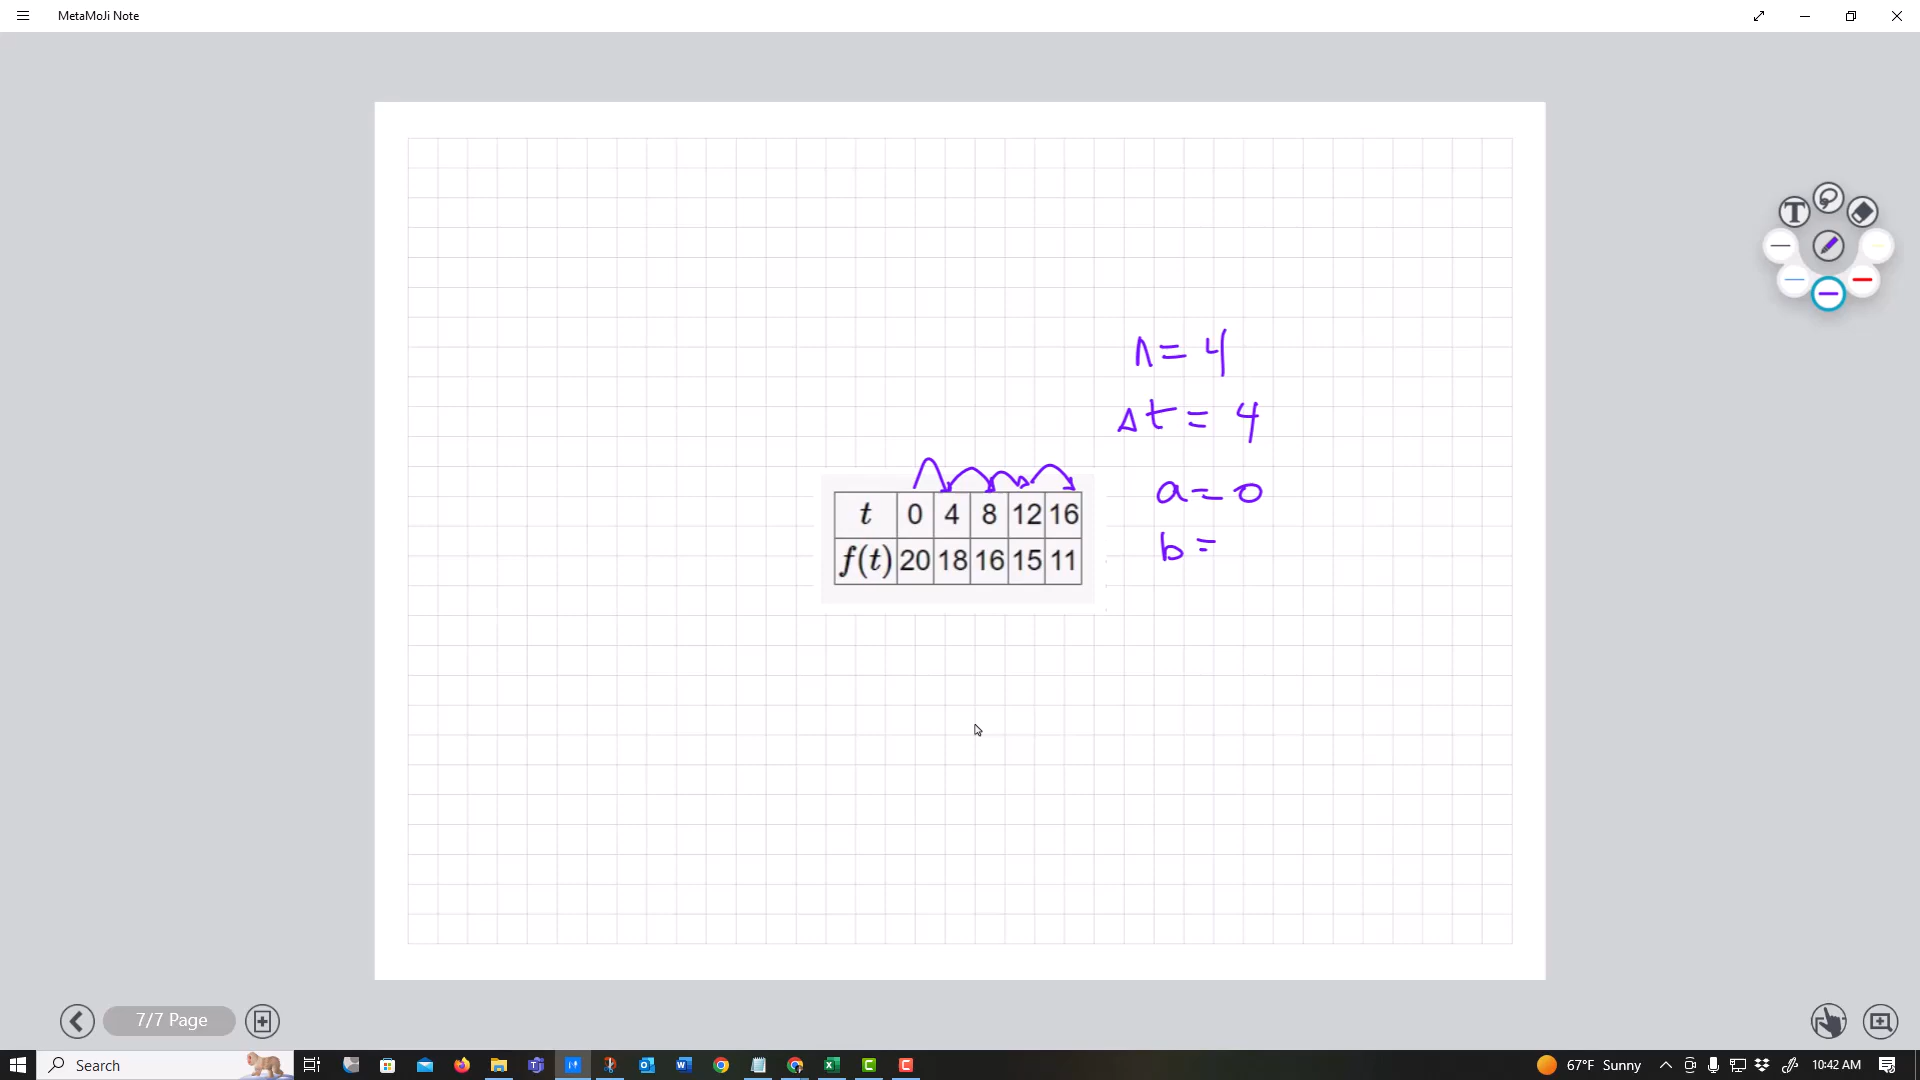 MetaMoJi Note
T
n = 4
Δt = 4
a = 0
b =
t 0 4 8 12 16
f(t) 20 18 16 15 11
7/7 Page
Search
67°F Sunny
10:42 AM